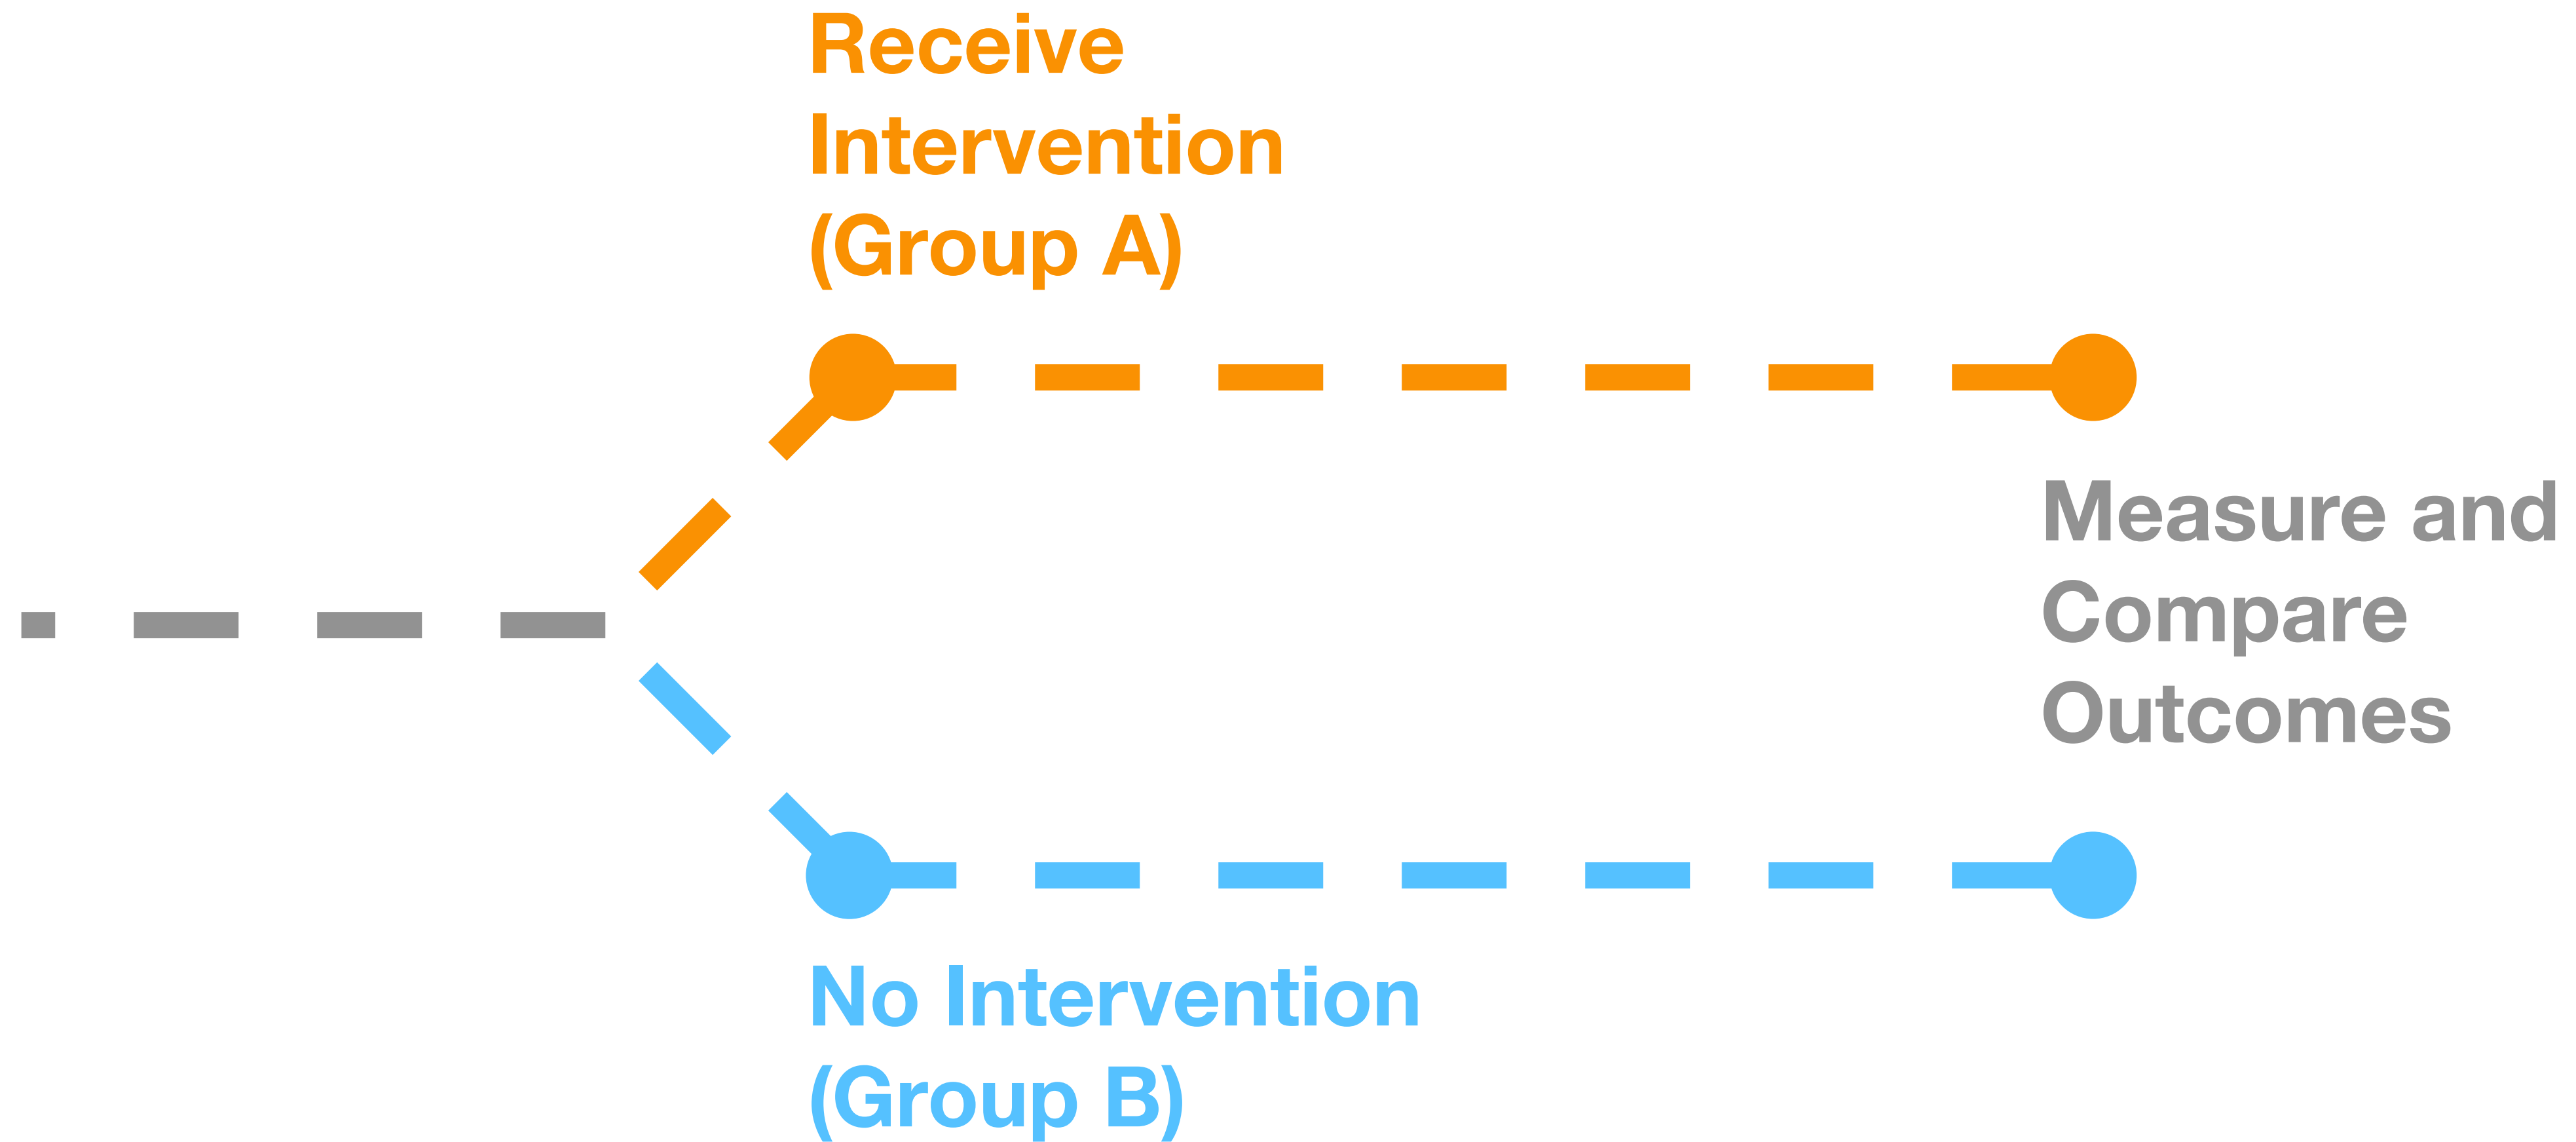 Receive
Intervention
(Group A)
Measure and
Compare
Outcomes
No Intervention
(Group B)